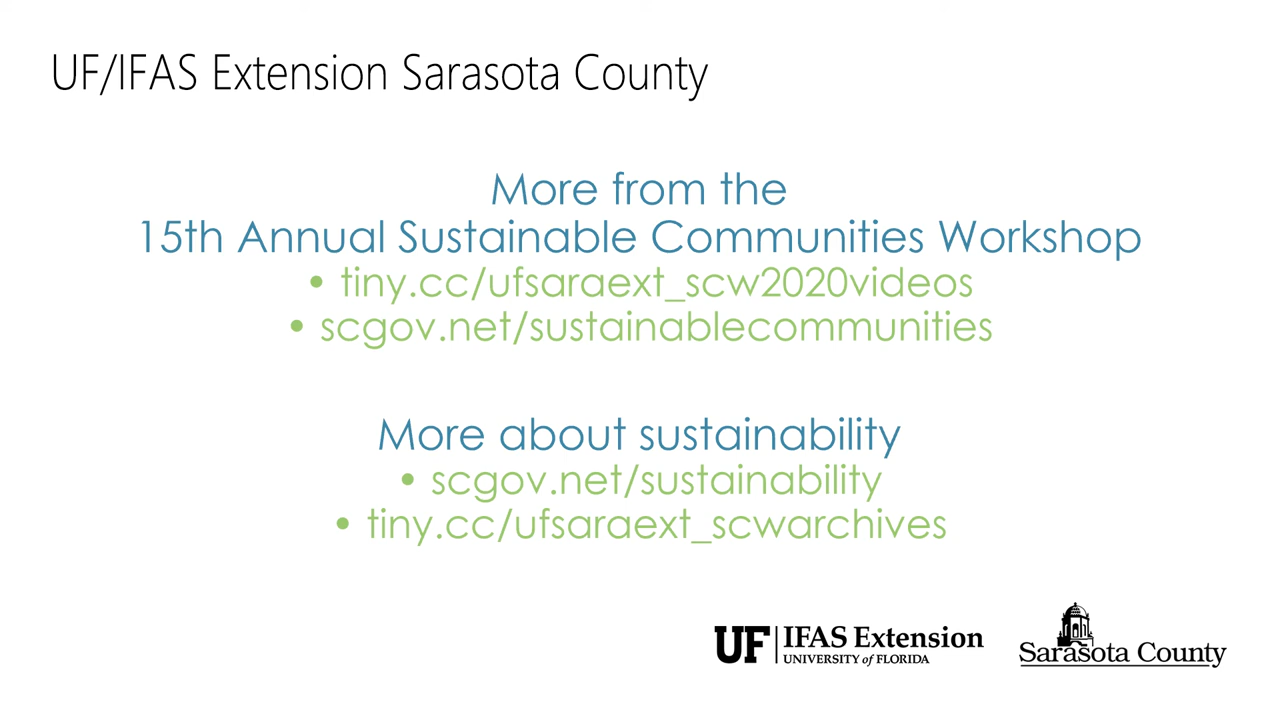 UF/IFAS Extension Sarasota County
More from the
15th Annual Sustainable Communities Workshop
• tiny.cc/ufsaraext_scw2020videos
• scgov.net/sustainablecommunities
More about sustainability
• scgov.net/sustainability
• tiny.cc/ufsaraext_scwarchives
UF | IFAS Extension
UNIVERSITY of FLORIDA
Sarasota County